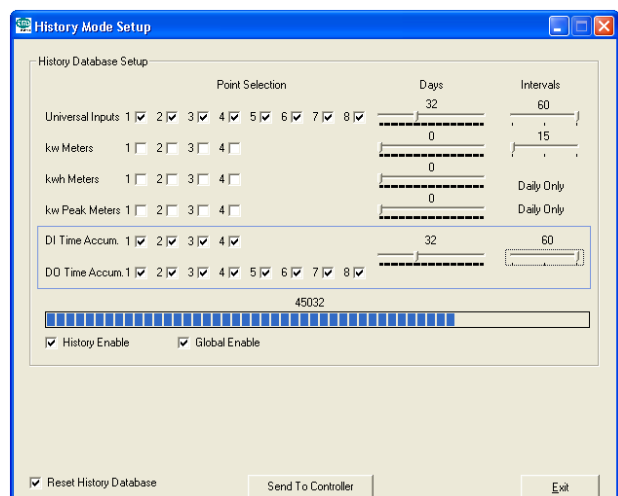 History Mode Setup
History Database Setup
Point Selection Days Intervals
32 60
Universal Inputs 1 2 3 4 5 6 7 8
0 15
kw Meters 1 2 3 4
0
kwh Meters 1 2 3 4 Daily Only
0
kw Peak Meters 1 2 3 4 Daily Only
DI Time Accum. 1 2 3 4 32 60
DO Time Accum. 1 2 3 4 5 6 7 8
45032
History Enable Global Enable
Reset History Database Send To Controller Exit